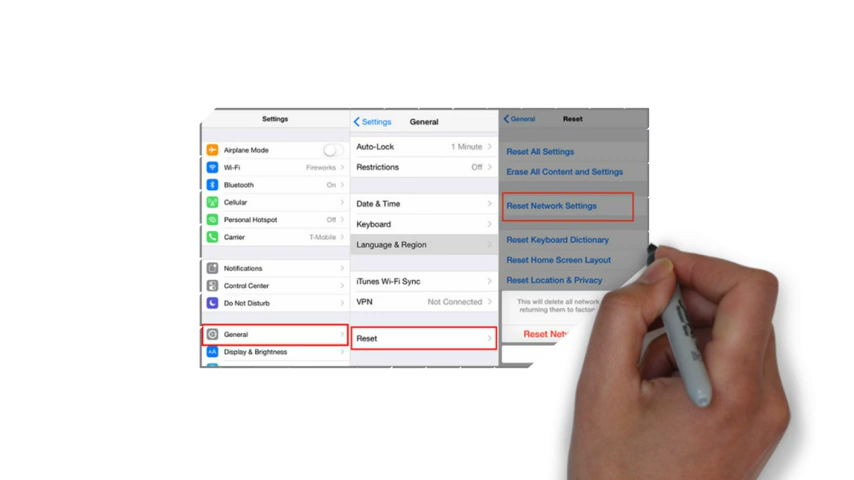 Settings
Airplane Mode
Wi-Fi Fireworks
Bluetooth On
Cellular
Personal Hotspot Off
Carrier T-Mobile
Notifications
Control Center
Do Not Disturb
General
Display & Brightness
Settings General
Auto-Lock 1 Minute
Restrictions Off
Date & Time
Keyboard
Language & Region
iTunes Wi-Fi Sync
VPN Not Connected
Reset
General Reset
Reset All Settings
Erase All Content and Settings
Reset Network Settings
Reset Keyboard Dictionary
Reset Home Screen Layout
Reset Location & Privacy
This will delete all network
returning them to
Reset